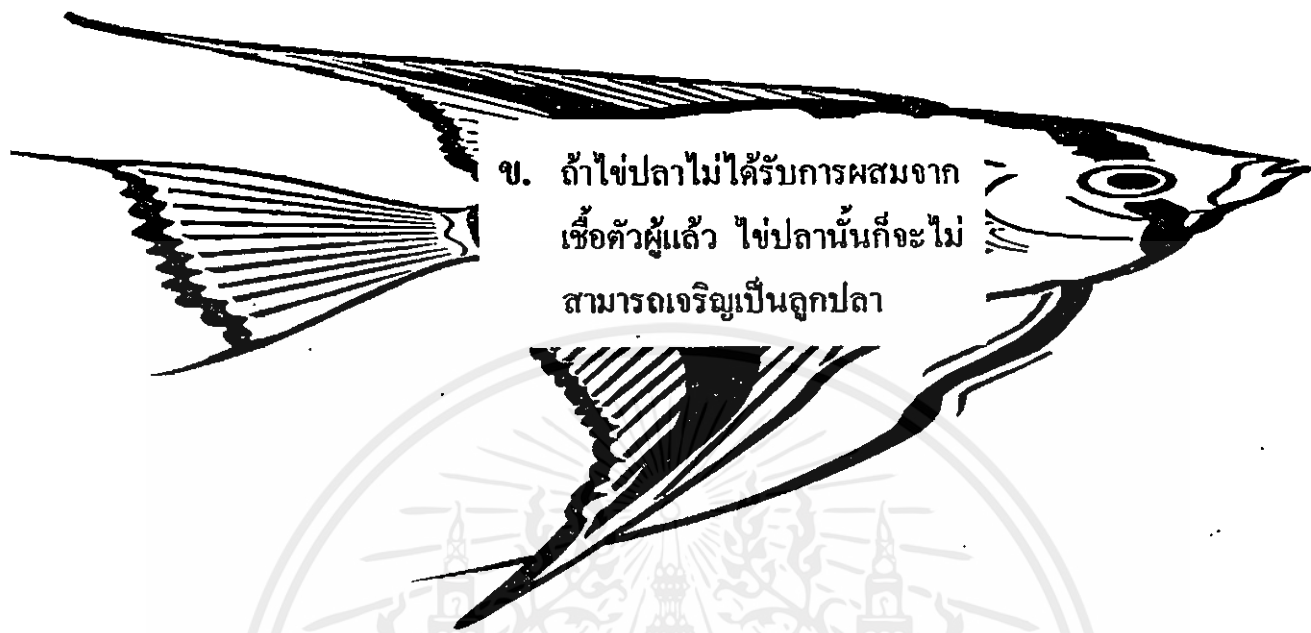 ข. ถ้าไข่ปลาไม่ได้รับการผสมจาก
เชื้อตัวผู้แล้ว ไข่ปลานั้นก็จะไม่
สามารถเจริญเป็นลูกปลา